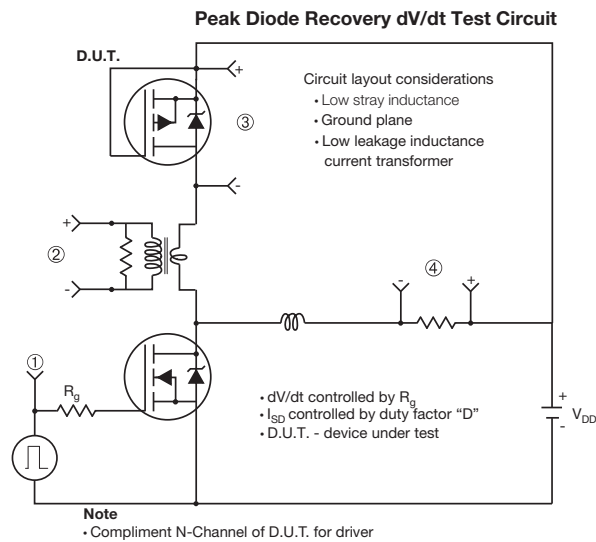 Peak Diode Recovery dV/dt Test Circuit
D.U.T.
+
Circuit layout considerations
• Low stray inductance
• Ground plane
• Low leakage inductance
current transformer
③
-
+
②
-
④
-
+
①
Rg
• dV/dt controlled by Rg
• ISD controlled by duty factor “D”
• D.U.T. - device under test
+
VDD
-
Note
• Compliment N-Channel of D.U.T. for driver